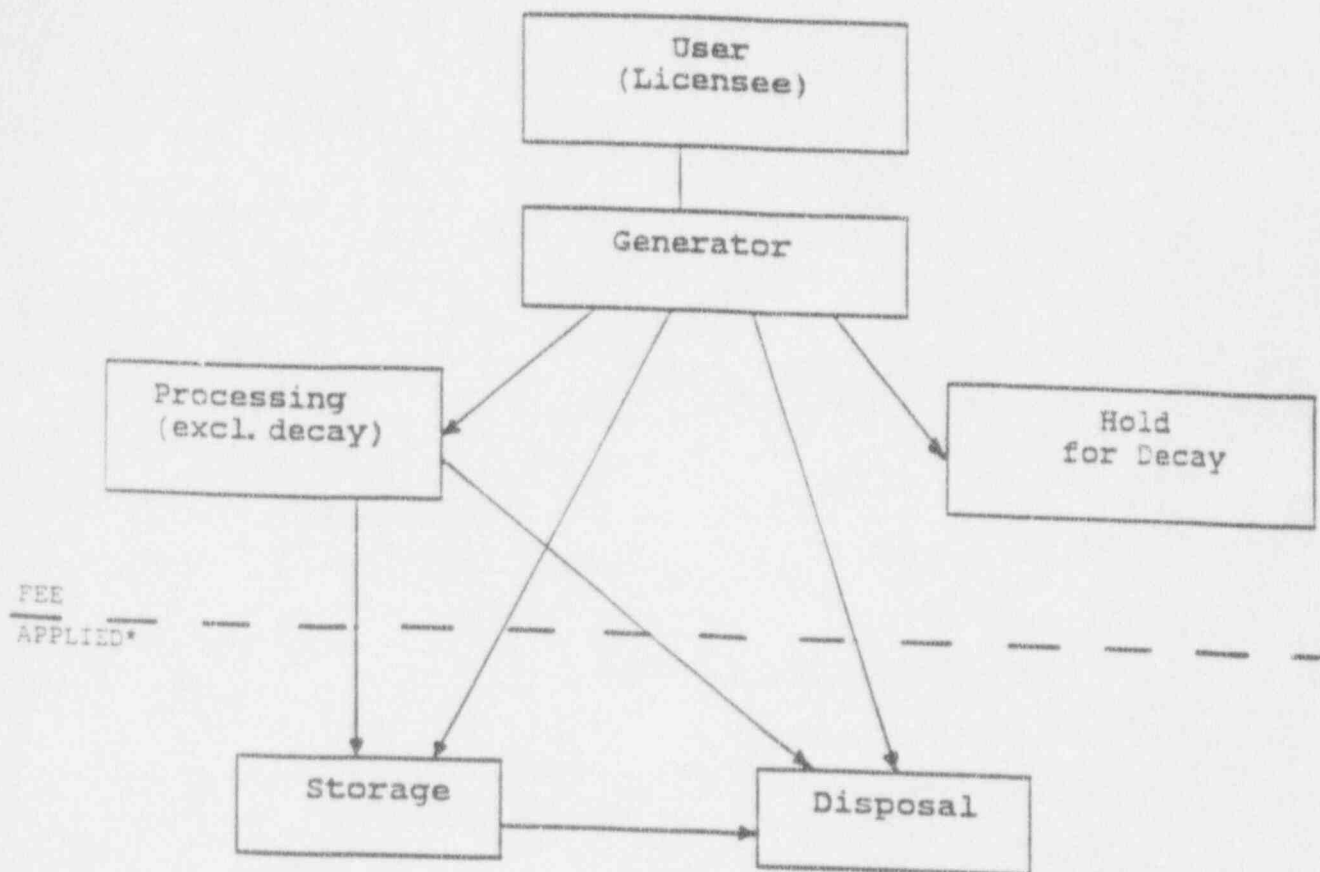 User
(Licensee)
Generator
Processing
(excl. decay)
Hold
for Decay
FEE
APPLIED*
Storage
Disposal